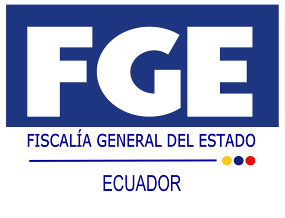 FGE
FISCALÍA GENERAL DEL ESTADO
ECUADOR